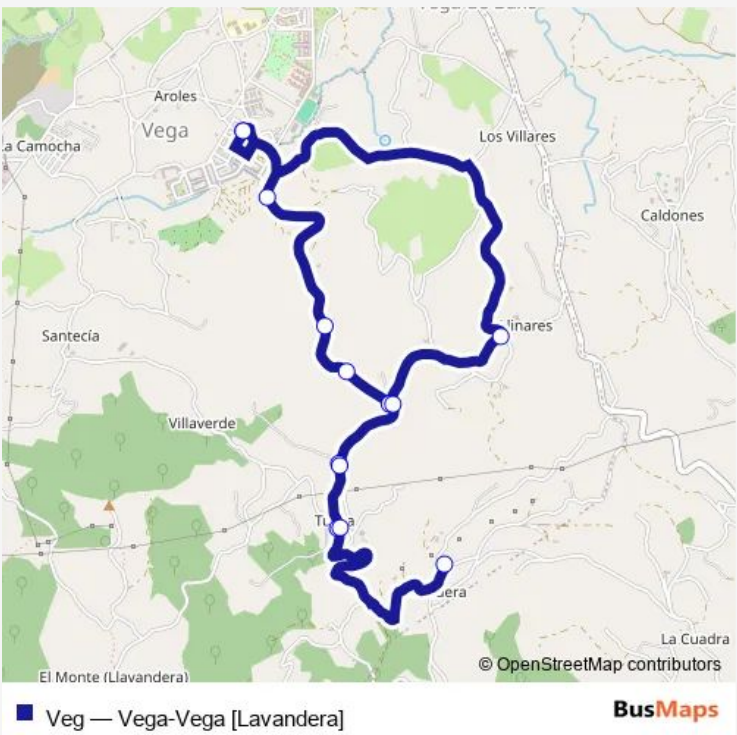 Aroles
Vega
Los Villares
a Camocha
Caldones
Linares
Santecía
Villaverde
La Cuadra
© OpenStreetMap contributors
El Monte (Llavandera)
Veg — Vega-Vega [Lavandera]
BusMaps